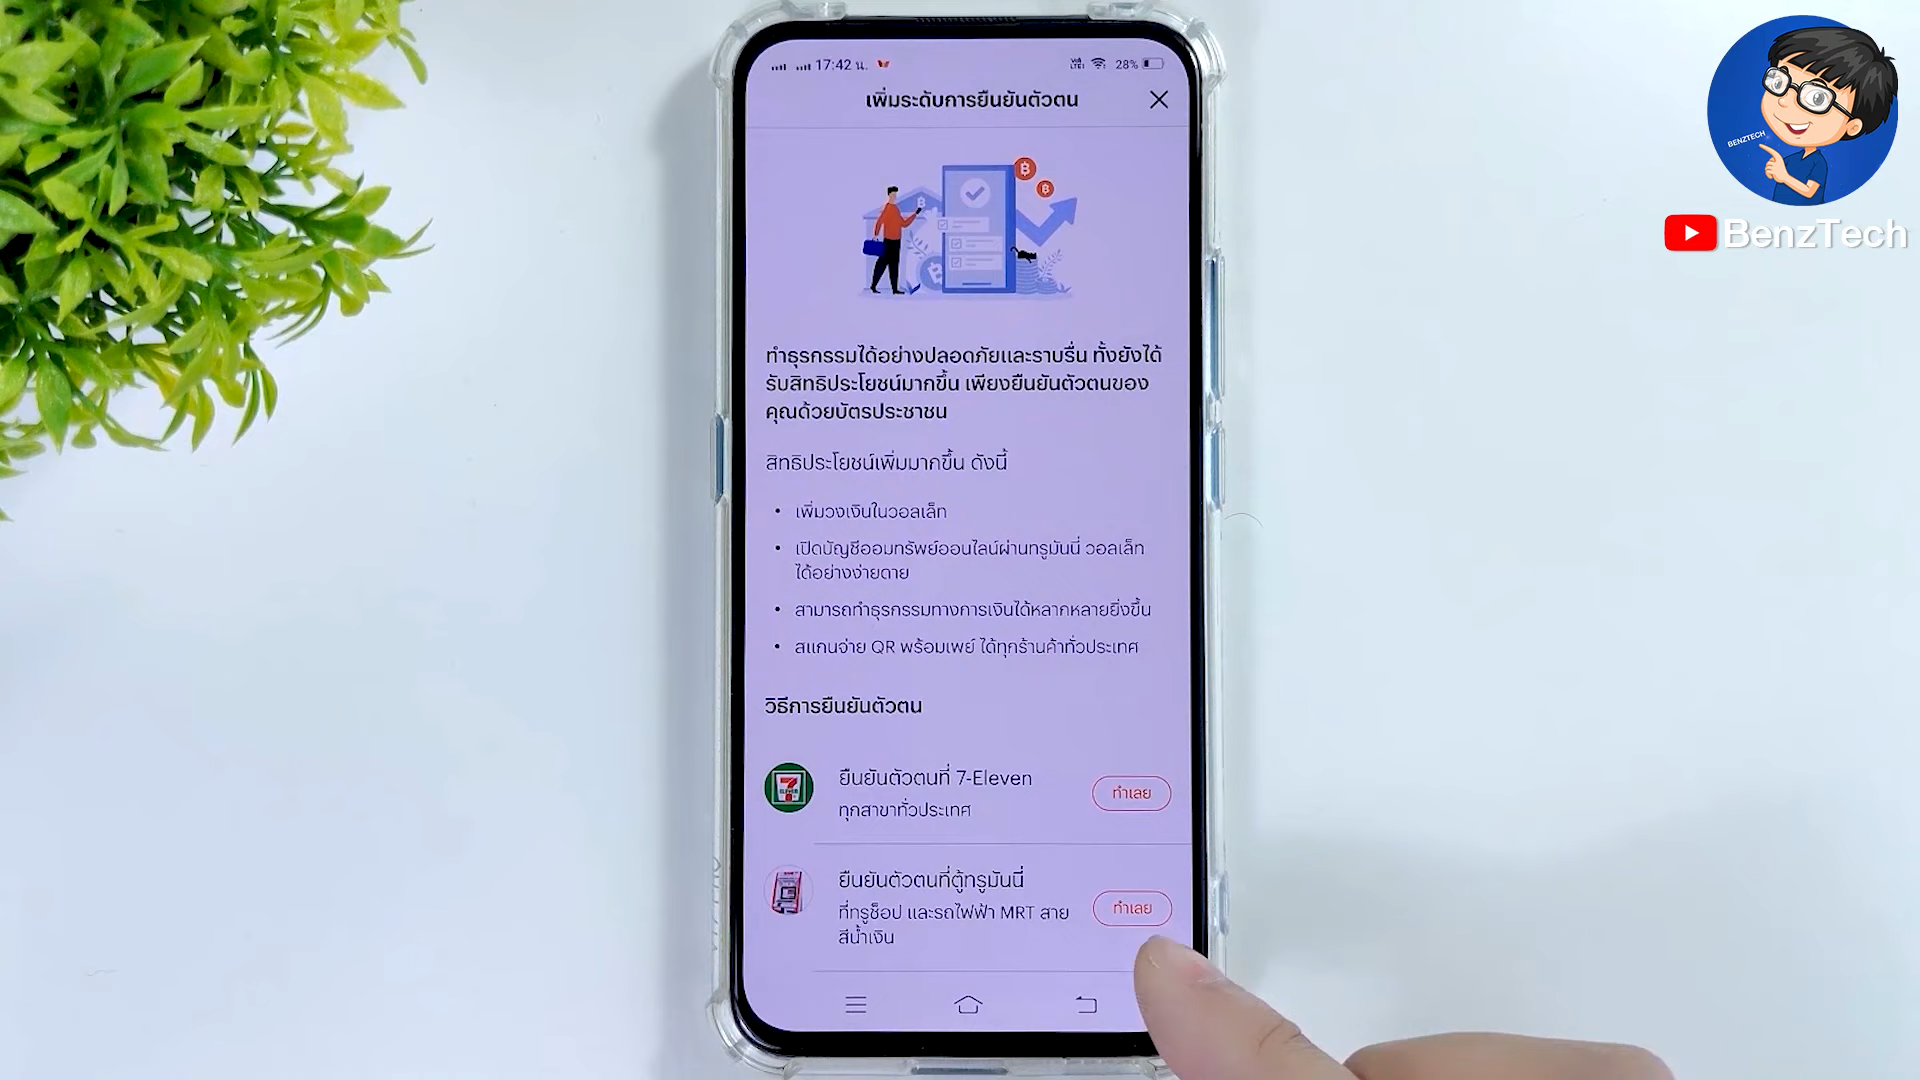 17:42 น.
28%
เพิ่มระดับการยืนยันตัวตน
BENZTECH
BenzTech
ทำธุรกรรมได้อย่างปลอดภัยและราบรื่น ทั้งยังได้
รับสิทธิประโยชน์มากขึ้น เพียงยืนยันตัวตนของ
คุณด้วยบัตรประชาชน
สิทธิประโยชน์เพิ่มมากขึ้น ดังนี้
• เพิ่มวงเงินในวอลเล็ท
• เปิดบัญชีออมทรัพย์ออนไลน์ผ่านทรูมันนี่ วอลเล็ท
ได้อย่างง่ายดาย
• สามารถทำธุรกรรมทางการเงินได้หลากหลายยิ่งขึ้น
• สแกนจ่าย QR พร้อมเพย์ ได้ทุกร้านค้าทั่วประเทศ
วิธีการยืนยันตัวตน
ยืนยันตัวตนที่ 7-Eleven
ทุกสาขาทั่วประเทศ
ทำเลย
ยืนยันตัวตนที่ตู้ทรูมันนี่
ที่ทรูช็อป และรถไฟฟ้า MRT สาย
สีน้ำเงิน
ทำเลย